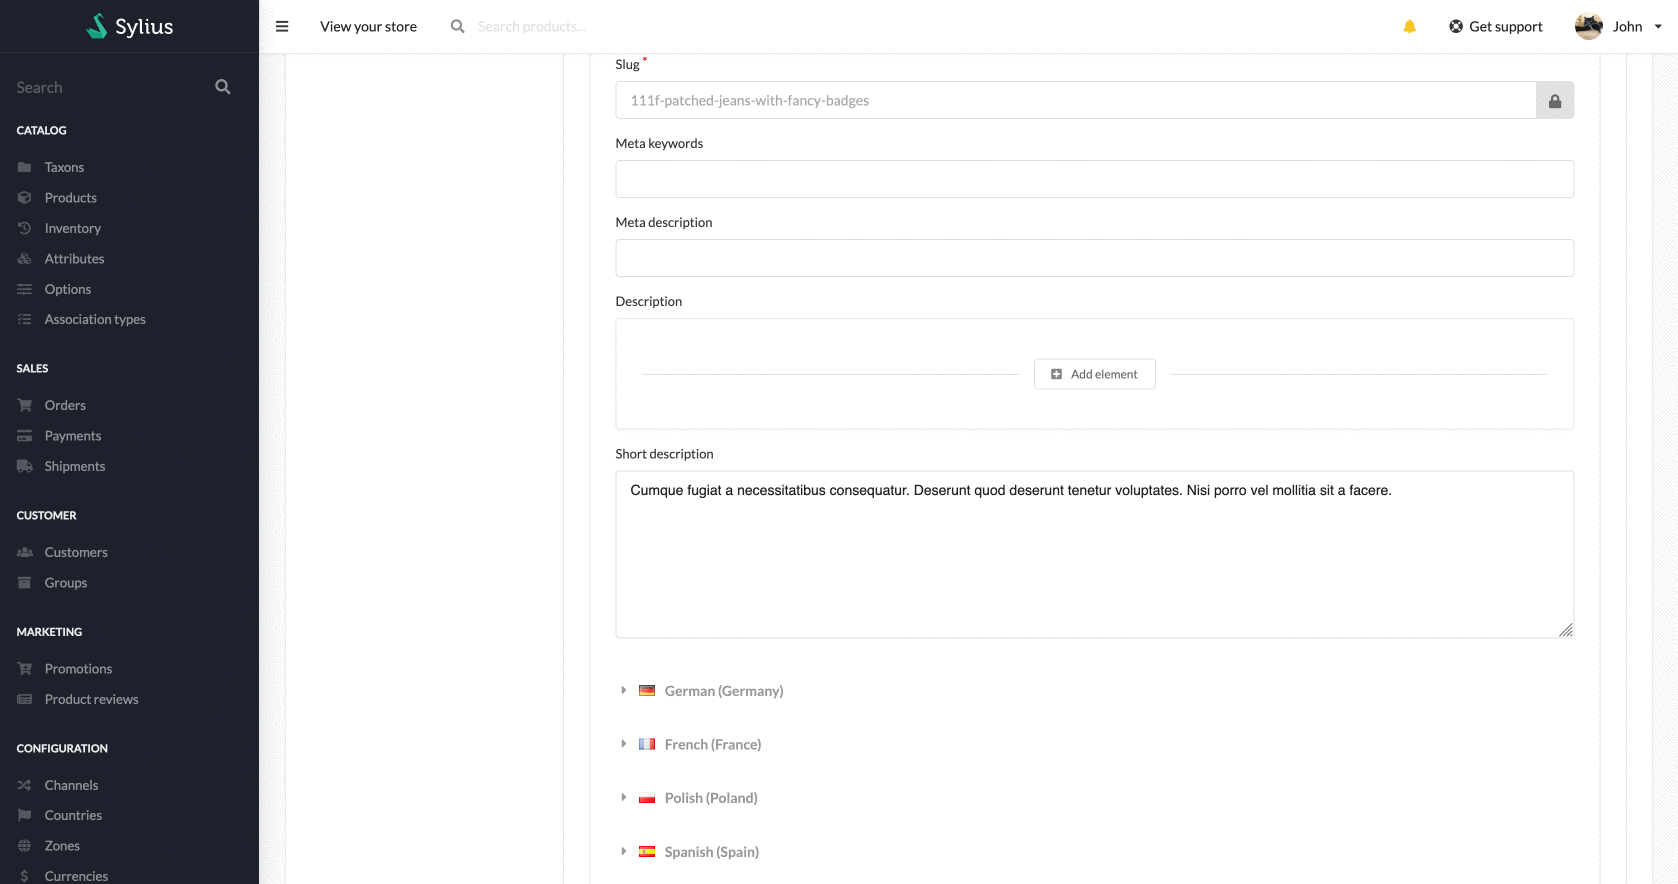 Sylius
View your store
Search products...
Get support
John
Search
CATALOG
Taxons
Products
Inventory
Attributes
Options
Association types
SALES
Orders
Payments
Shipments
CUSTOMER
Customers
Groups
MARKETING
Promotions
Product reviews
CONFIGURATION
Channels
Countries
Zones
Currencies
Slug *
111f-patched-jeans-with-fancy-badges
Meta keywords
Meta description
Description
Add element
Short description
Cumque fugiat a necessitatibus consequatur. Deserunt quod deserunt tenetur voluptates. Nisi porro vel mollitia sit a facere.
German (Germany)
French (France)
Polish (Poland)
Spanish (Spain)